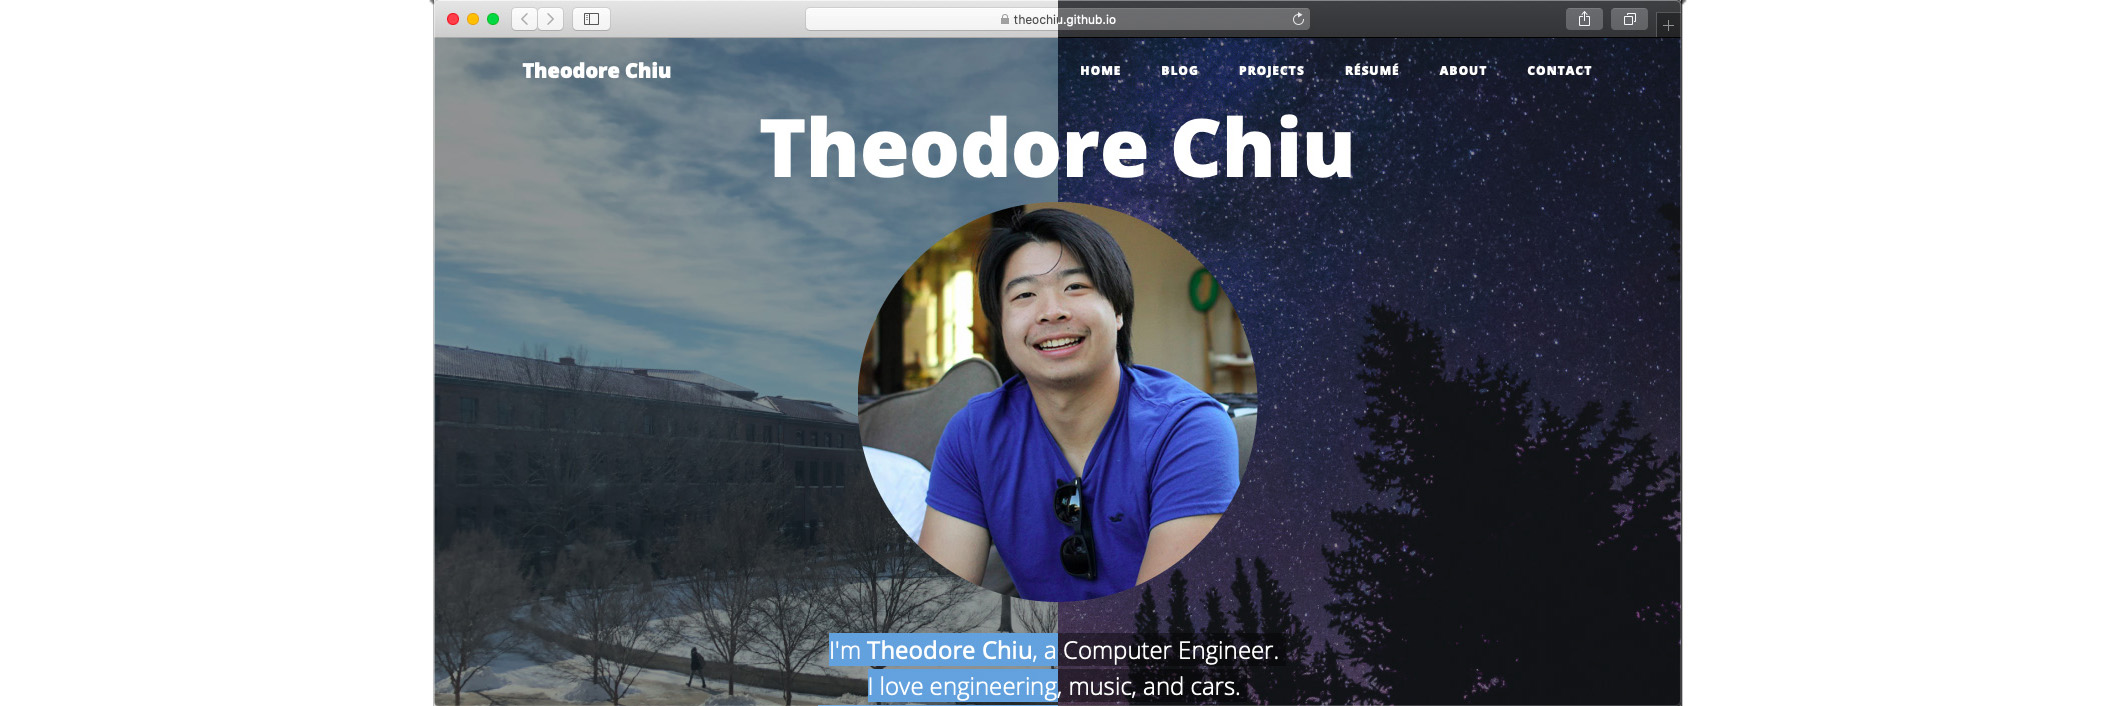 theochiu.github.io
Theodore Chiu
HOME BLOG PROJECTS RÉSUMÉ ABOUT CONTACT
Theodore Chiu
I'm Theodore Chiu, a Computer Engineer.
I love engineering, music, and cars.